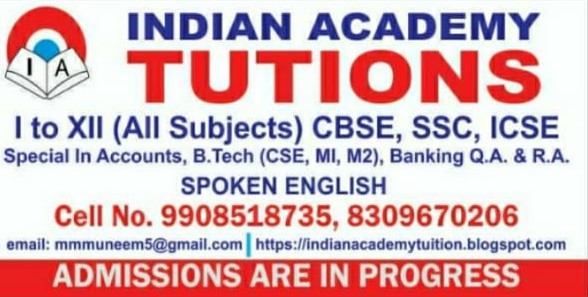 I A
INDIAN ACADEMY
TUTIONS
I to XII (All Subjects) CBSE, SSC, ICSE
Special In Accounts, B.Tech (CSE, MI, M2), Banking Q.A. & R.A.
SPOKEN ENGLISH
Cell No. 9908518735, 8309670206
email: mmmuneem5@gmail.com | https://indianacademytuition.blogspot.com
ADMISSIONS ARE IN PROGRESS